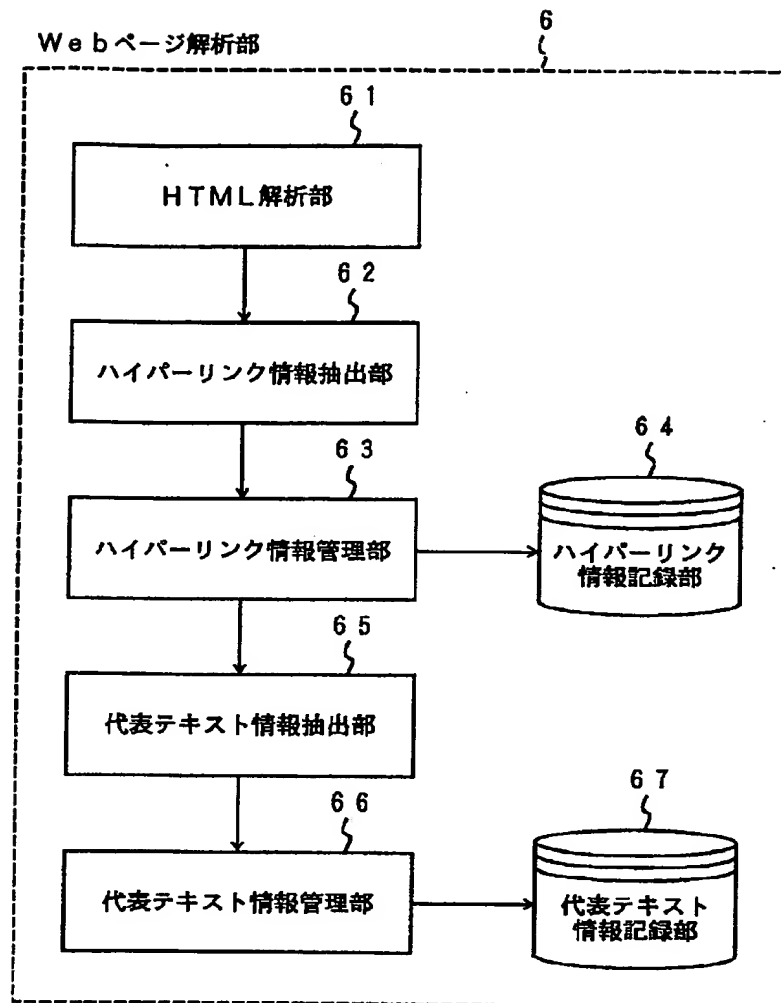 Ｗｅｂページ解析部
６
６１
ＨＴＭＬ解析部
６２
ハイパーリンク情報抽出部
６３
ハイパーリンク情報管理部
６４
ハイパーリンク
情報記録部
６５
代表テキスト情報抽出部
６６
代表テキスト情報管理部
６７
代表テキスト
情報記録部